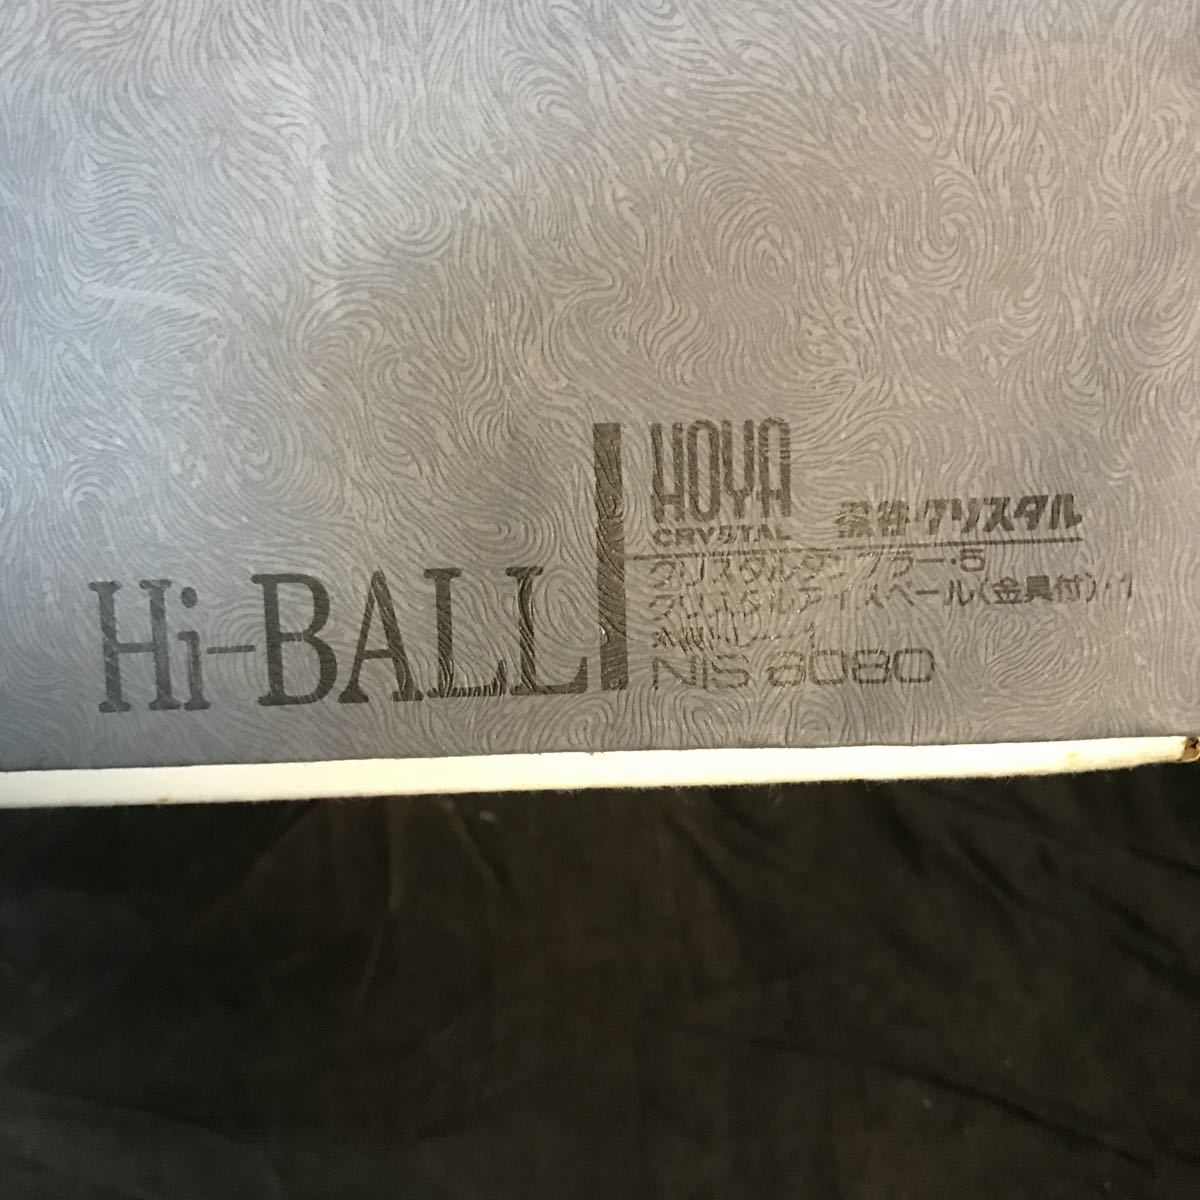 Hi-BALL
HOYA
CRYSTAL 保谷クリスタル
クリスタルタンブラー・5
クリスタルアイスペール(金具付)・1
NIS 8080